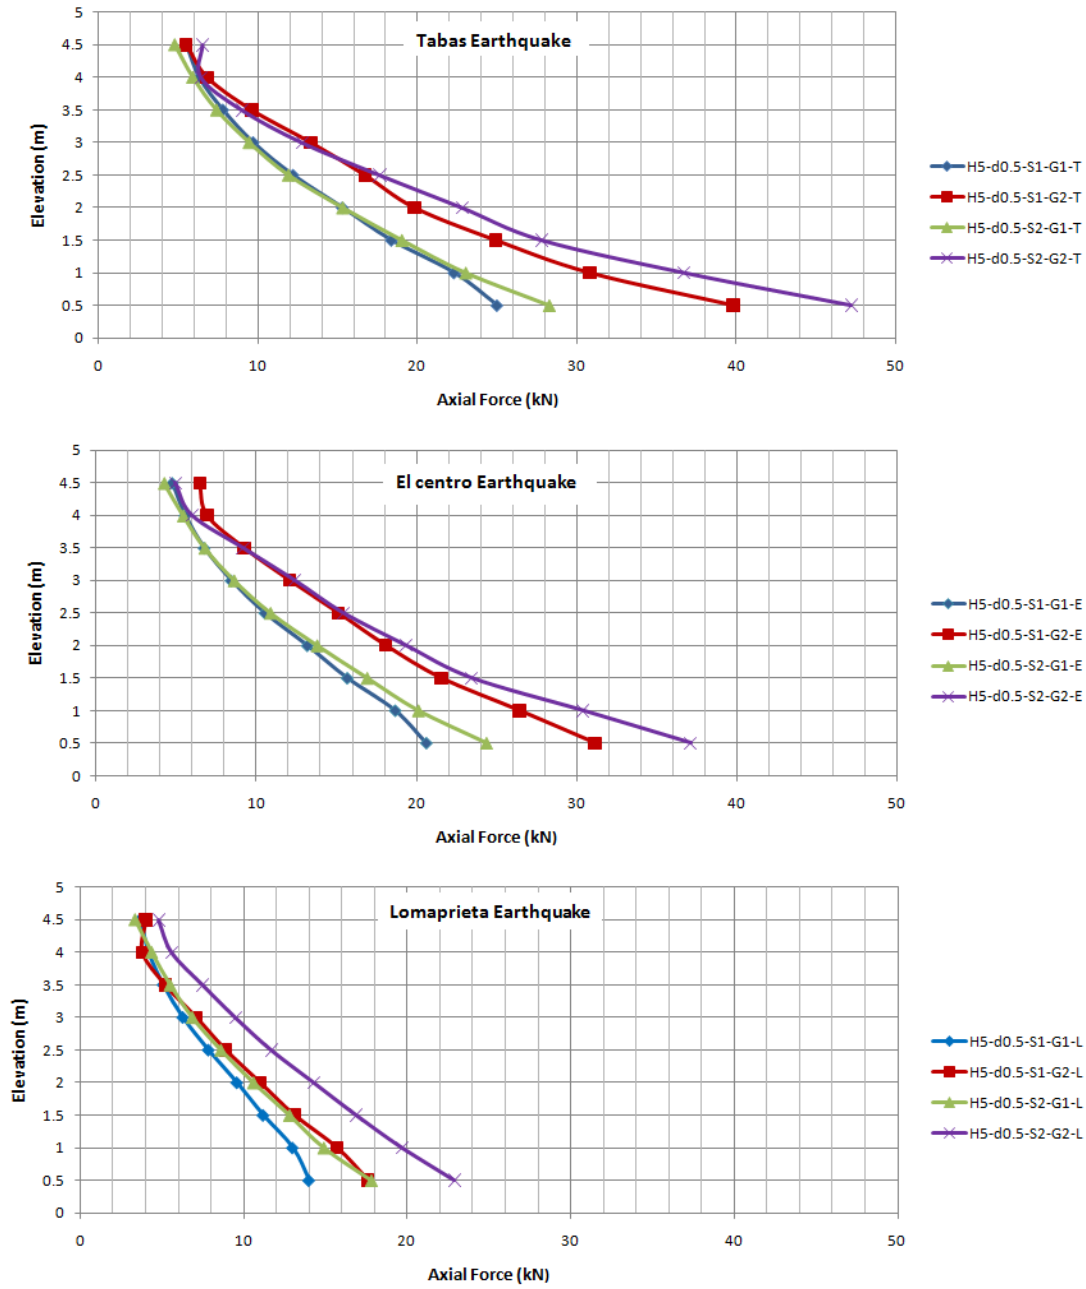 Tabas Earthquake
5
4.5
4
3.5
3
2.5
2
1.5
1
0.5
0
Elevation (m)
0 10 20 30 40 50
Axial Force (kN)
H5-d0.5-S1-G1-T
H5-d0.5-S1-G2-T
H5-d0.5-S2-G1-T
H5-d0.5-S2-G2-T
El centro Earthquake
5
4.5
4
3.5
3
2.5
2
1.5
1
0.5
0
Elevation (m)
0 10 20 30 40 50
Axial Force (kN)
H5-d0.5-S1-G1-E
H5-d0.5-S1-G2-E
H5-d0.5-S2-G1-E
H5-d0.5-S2-G2-E
Lomaprieta Earthquake
5
4.5
4
3.5
3
2.5
2
1.5
1
0.5
0
Elevation (m)
0 10 20 30 40 50
Axial Force (kN)
H5-d0.5-S1-G1-L
H5-d0.5-S1-G2-L
H5-d0.5-S2-G1-L
H5-d0.5-S2-G2-L